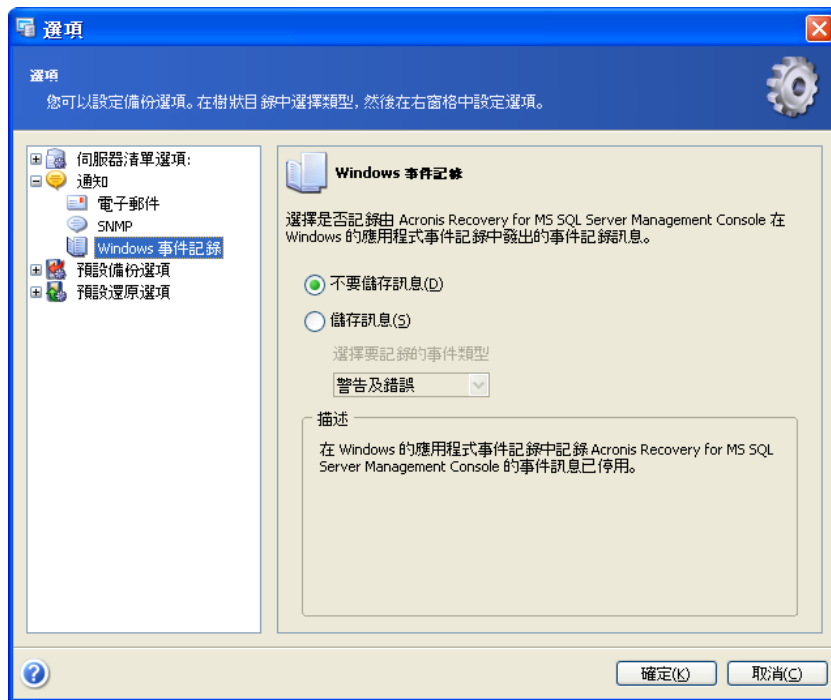 選項
選項
您可以設定備份選項。在樹狀目錄中選擇類型, 然後在右窗格中設定選項。
伺服器清單選項:
通知
電子郵件
SNMP
Windows 事件記錄
預設備份選項
預設還原選項
Windows 事件記錄
選擇是否記錄由 Acronis Recovery for MS SQL Server Management Console 在
Windows 的應用程式事件記錄中發出的事件記錄訊息。
不要儲存訊息(D)
儲存訊息(S)
選擇要記錄的事件類型
警告及錯誤
描述
在 Windows 的應用程式事件記錄中記錄 Acronis Recovery for MS SQL
Server Management Console 的事件訊息已停用。
確定(K)
取消(C)